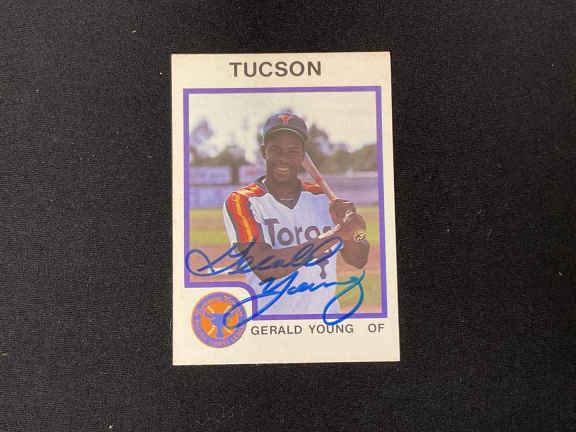 TUCSON
T
Toros
Gerald
Young
GERALD YOUNG OF